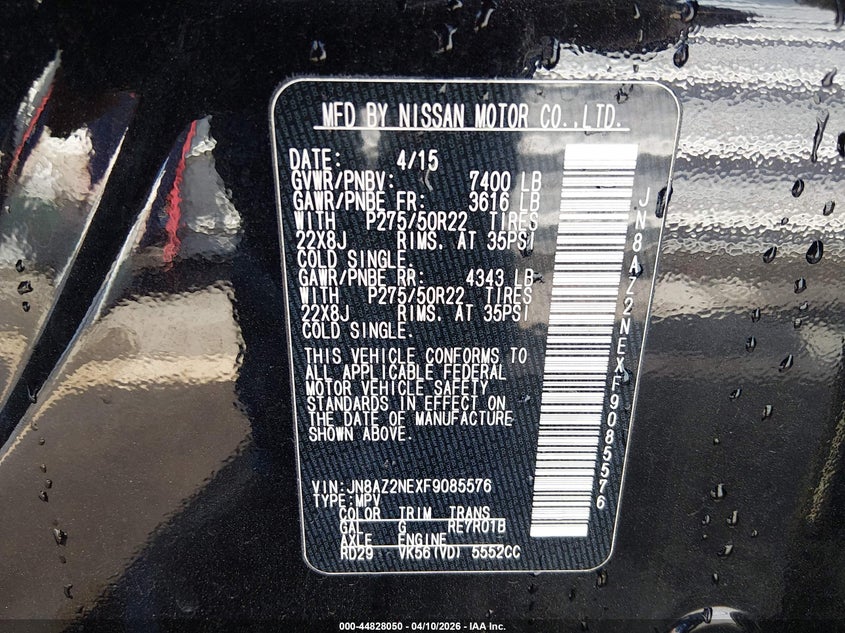 MFD BY NISSAN MOTOR CO.,LTD.
DATE: 4/15
GVWR/PNBV: 7400 LB
GAWR/PNBE FR: 3616 LB
WITH P275/50R22 TIRES
22X8J RIMS. AT 35PSI
COLD SINGLE.
GAWR/PNBE RR: 4343 LB
WITH P275/50R22 TIRES
22X8J RIMS. AT 35PSI
COLD SINGLE.
THIS VEHICLE CONFORMS TO
ALL APPLICABLE FEDERAL
MOTOR VEHICLE SAFETY
STANDARDS IN EFFECT ON
THE DATE OF MANUFACTURE
SHOWN ABOVE.
VIN:JN8AZ2NEXF9085576
TYPE:MPV
COLOR TRIM TRANS
GAL G RE7R01B
AXLE ENGINE
RD29 VK56(VD) 5552CC
JN8AZ2NEXF9085576
000-44828050 - 04/10/2026 - IAA Inc.